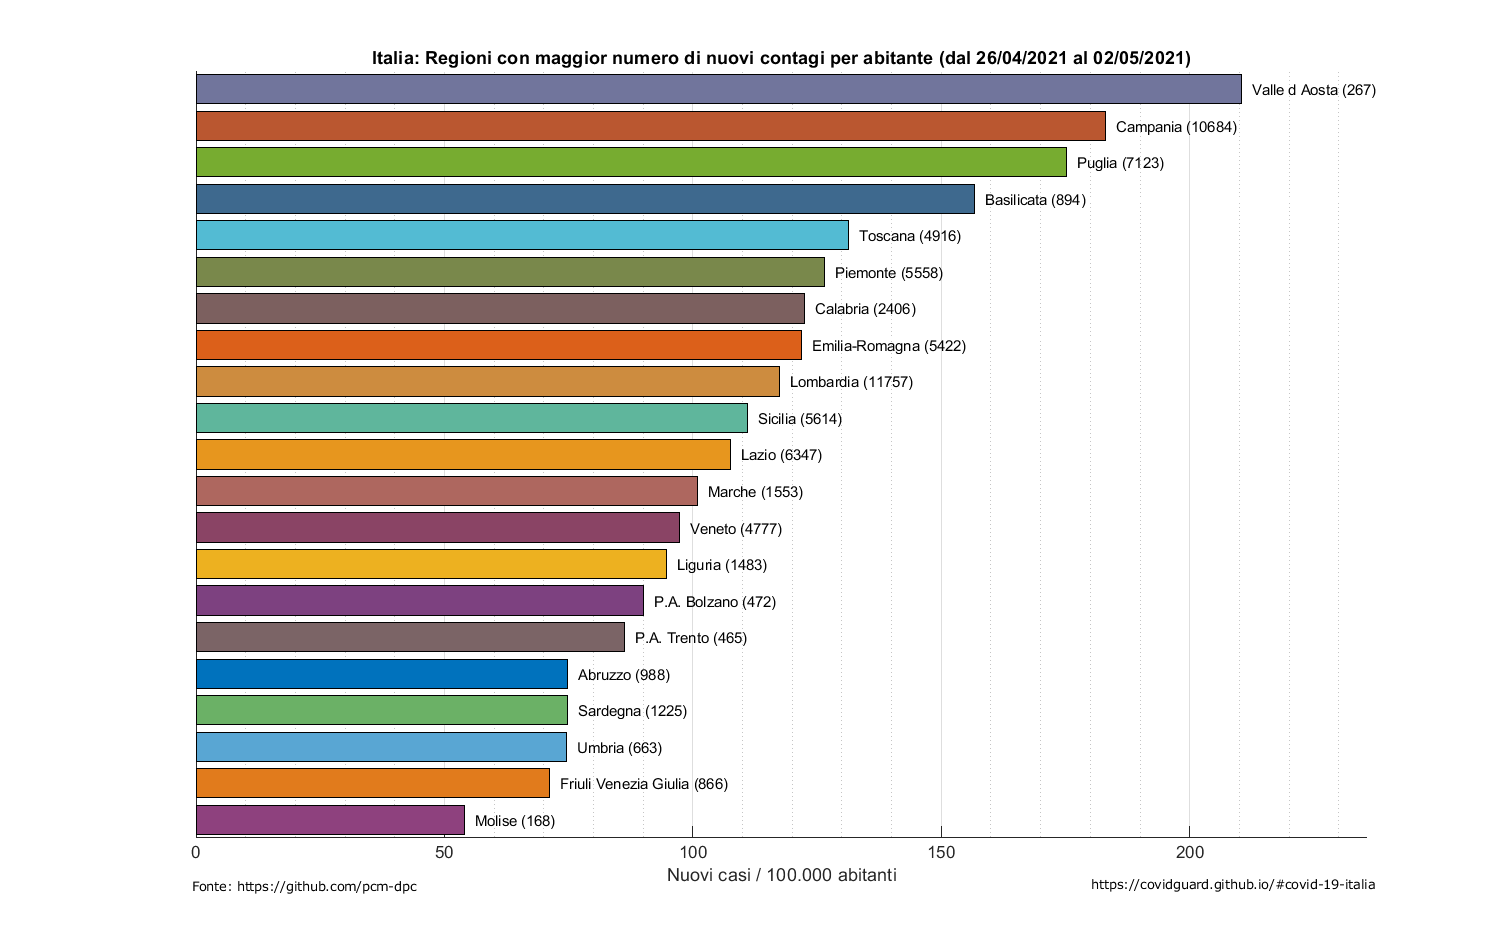 Italia: Regioni con maggior numero di nuovi contagi per abitante (dal 26/04/2021 al 02/05/2021)
Valle d Aosta (267)
Campania (10684)
Puglia (7123)
Basilicata (894)
Toscana (4916)
Piemonte (5558)
Calabria (2406)
Emilia-Romagna (5422)
Lombardia (11757)
Sicilia (5614)
Lazio (6347)
Marche (1553)
Veneto (4777)
Liguria (1483)
P.A. Bolzano (472)
P.A. Trento (465)
Abruzzo (988)
Sardegna (1225)
Umbria (663)
Friuli Venezia Giulia (866)
Molise (168)
0 50 100 150 200
Nuovi casi / 100.000 abitanti
Fonte: https://github.com/pcm-dpc
https://covidguard.github.io/#covid-19-italia